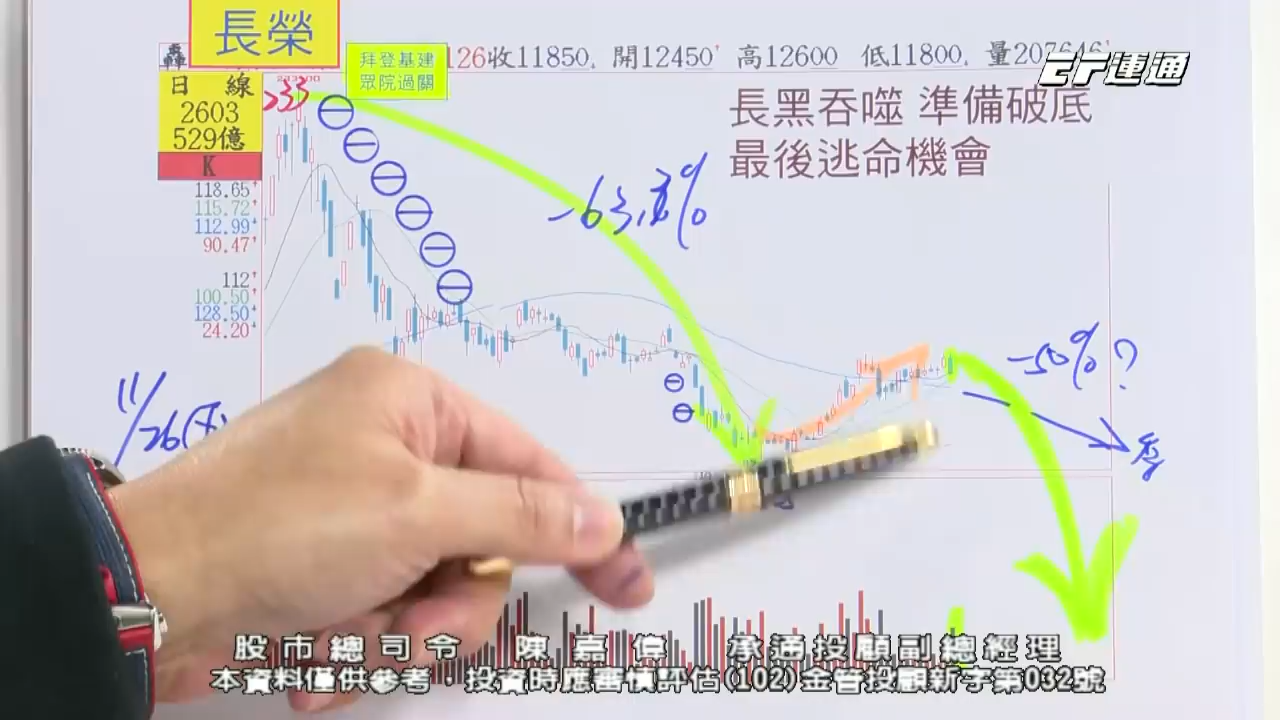 長榮
拜登基建
眾院過關
126收11850, 開12450' 高12600 低11800, 量207646'
EF運通
日 線
2603
529億
K
233
長黑吞噬 準備破底
最後逃命機會
-63.
118.65
115.72
112.99
90.47
112
100.50
128.50
24.20
-50%?
11/26
股市總司令 陳嘉偉 承通投顧副總經理
本資料僅供參考,投資時應審慎評估(102)金管投顧新字第032號